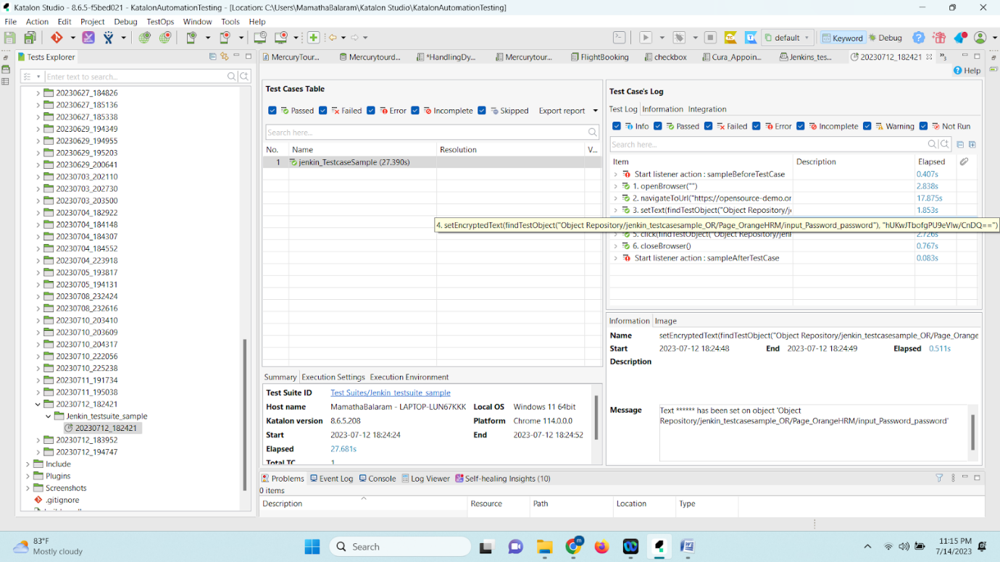 Katalon Studio - 8.6.5-f5bed021 - KatalonAutomationTesting - [Location: C:\Users\MamathaBalaram\Katalon Studio\KatalonAutomationTesting]
File Action Edit Project Debug TestOps Window Tools Help
default Keyword Debug
Tests Explorer
MercuryTour... Mercurytourd... *HandlingDy... Mercurytour... FlightBooking checkbox Cura_Appoin... Jenkins_tes... 20230712_182421
Help
Enter text to search...
20230627_184826
20230627_185136
20230627_185338
20230629_194349
20230629_194955
20230629_195203
20230629_200641
20230703_202110
20230703_202730
20230703_203500
20230704_182922
20230704_184148
20230704_184307
20230704_184552
20230704_223918
20230705_193817
20230705_194131
20230708_232424
20230708_232616
20230710_203410
20230710_203609
20230710_204317
20230710_222056
20230710_225238
20230711_191734
20230711_195038
20230712_182421
Jenkin_testsuite_sample
20230712_182421
20230712_183952
20230712_194747
Include
Plugins
Screenshots
.gitignore
Test Cases Table
Passed Failed Error Incomplete Skipped Export report
Search here...
No. Name Resolution V...
1 jenkin_TestcaseSample (27.390s)
Summary Execution Settings Execution Environment
Test Suite ID Test Suites/Jenkin_testsuite_sample
Host name MamathaBalaram - LAPTOP-LUN67KKK Local OS Windows 11 64bit
Katalon version 8.6.5.208 Platform Chrome 114.0.0.0
Start 2023-07-12 18:24:24 End 2023-07-12 18:24:52
Elapsed 27.681s
Total TC 1
Test Case's Log
Test Log Information Integration
Info Passed Failed Error Incomplete Warning Not Run
Search here...
Item Description Elapsed
Start listener action : sampleBeforeTestCase 0.407s
1. openBrowser("") 2.838s
2. navigateToUrl("https://opensource-demo.or 17.875s
3. setText(findTestObject("Object Repository/je 1.853s
4. setEncryptedText(findTestObject("Object Repository/jenkin_testcasesample_OR/Page_OrangeHRM/input_Password_password"), "hUKwJTbofgPU9eVlw/CnDQ==")
5. click(findTestObject("Object Repository/jenl 2.726s
6. closeBrowser() 0.767s
Start listener action : sampleAfterTestCase 0.083s
Information Image
Name setEncryptedText(findTestObject("Object Repository/jenkin_testcasesample_OR/Page_Orange
Start 2023-07-12 18:24:48 End 2023-07-12 18:24:49 Elapsed 0.511s
Description
Message Text ****** has been set on object 'Object
Repository/jenkin_testcasesample_OR/Page_OrangeHRM/input_Password_password'
Problems Event Log Console Log Viewer Self-healing Insights (10)
0 items
Description Resource Path Location Type
83°F
Mostly cloudy
Search
11:15 PM
7/14/2023